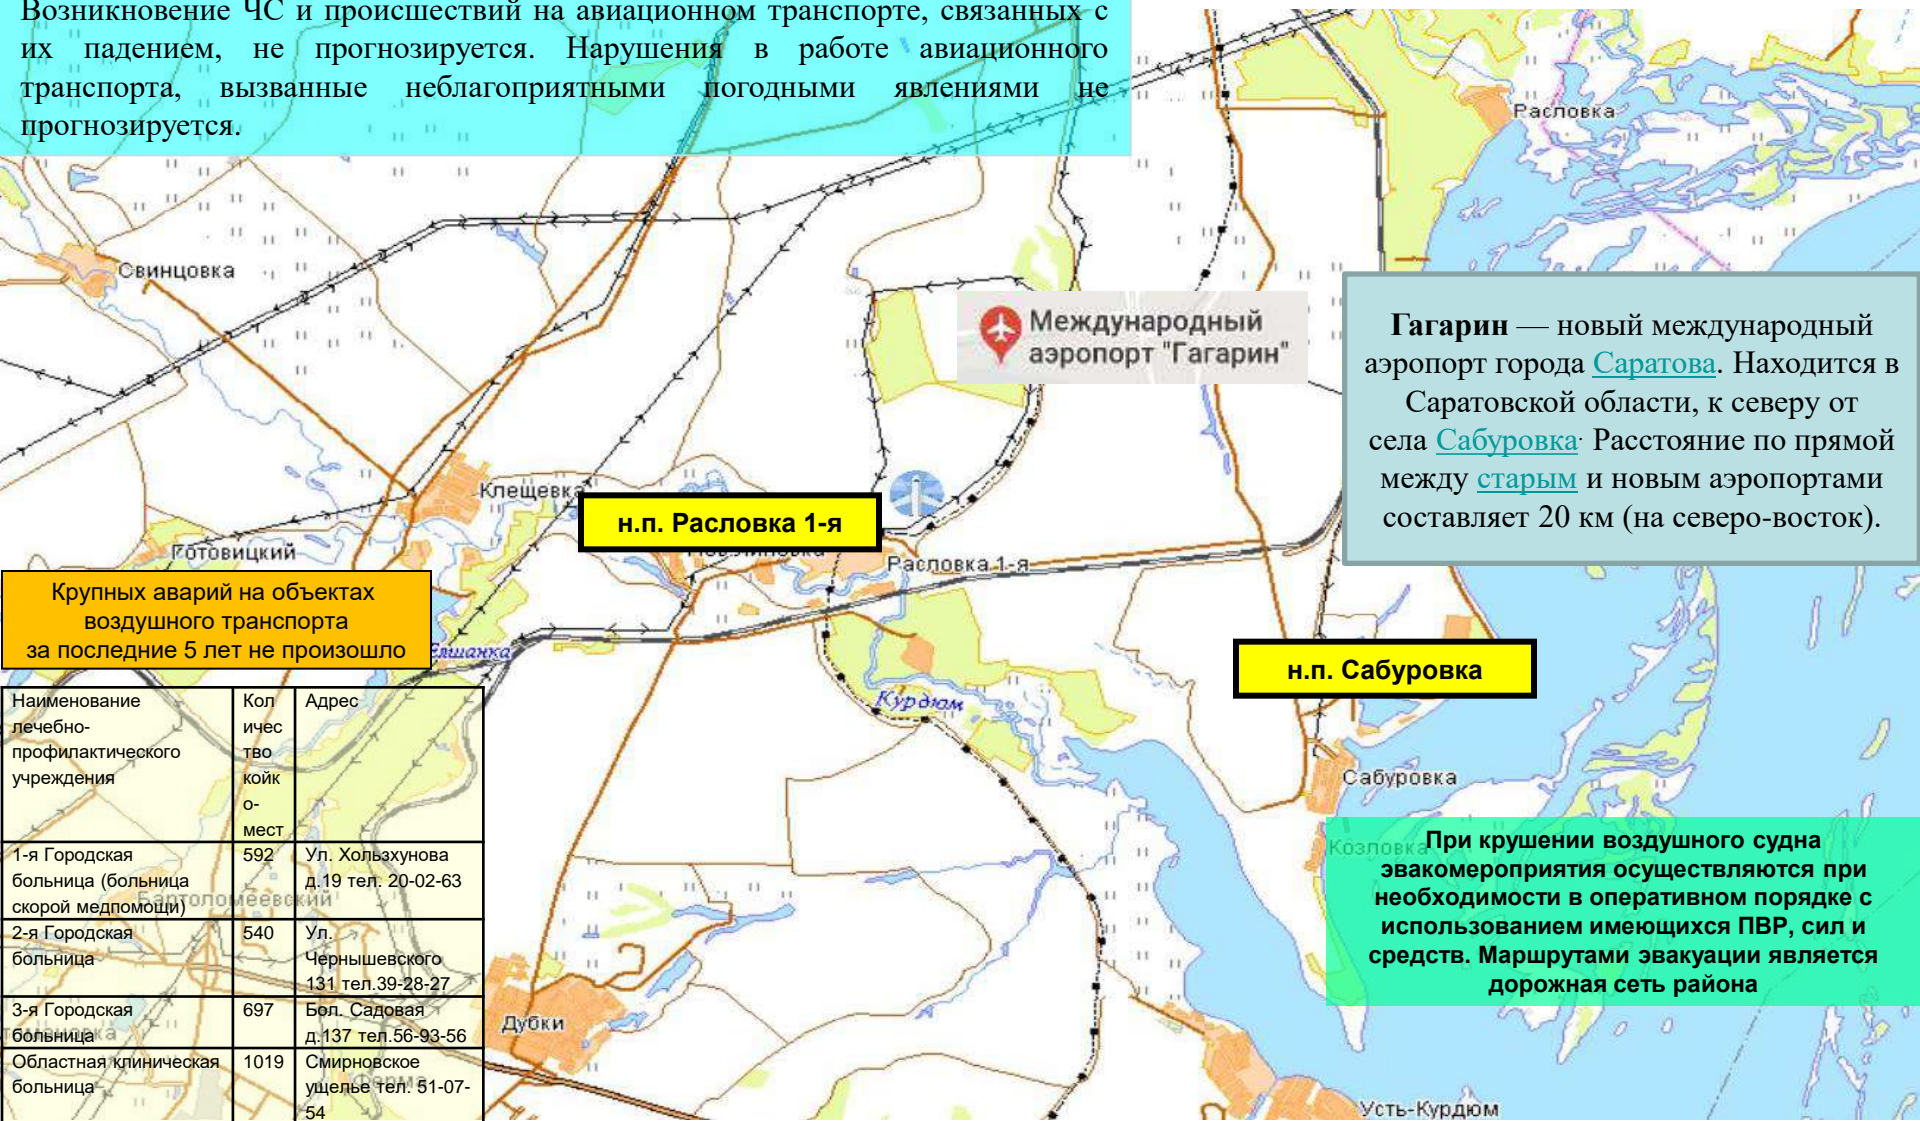 Возникновение ЧС и происшествий на авиационном транспорте, связанных с
их падением, не прогнозируется. Нарушения в работе авиационного
транспорта, вызванные неблагоприятными погодными явлениями не
прогнозируется.
Расловка
Свинцовка
Международный
аэропорт "Гагарин"
Гагарин — новый международный
аэропорт города Саратова. Находится в
Саратовской области, к северу от
села Сабуровка. Расстояние по прямой
между старым и новым аэропортами
составляет 20 км (на северо-восток).
Клещевка
н.п. Расловка 1-я
Готовицкий
Расловка 1-я
Крупных аварий на объектах
воздушного транспорта
за последние 5 лет не произошло
Елшанка
н.п. Сабуровка
Курдюм
Наименование
лечебно-
профилактического
учреждения
Кол
ичес
тво
койк
о-
мест
Адрес
1-я Городская
больница (больница
скорой медпомощи)
592
Ул. Хользхунова
д.19 тел. 20-02-63
Бартоломеевский
2-я Городская
больница
540
Ул.
Чернышевского
131 тел.39-28-27
3-я Городская
больница
697
Бол. Садовая
д.137 тел.56-93-56
Областная клиническая
больница
1019
Смирновское
ущелье тел. 51-07-
54
Ферма
Дубки
Сабуровка
Козловка
При крушении воздушного судна
эвакомероприятия осуществляются при
необходимости в оперативном порядке с
использованием имеющихся ПВР, сил и
средств. Маршрутами эвакуации является
дорожная сеть района
Усть-Курдюм